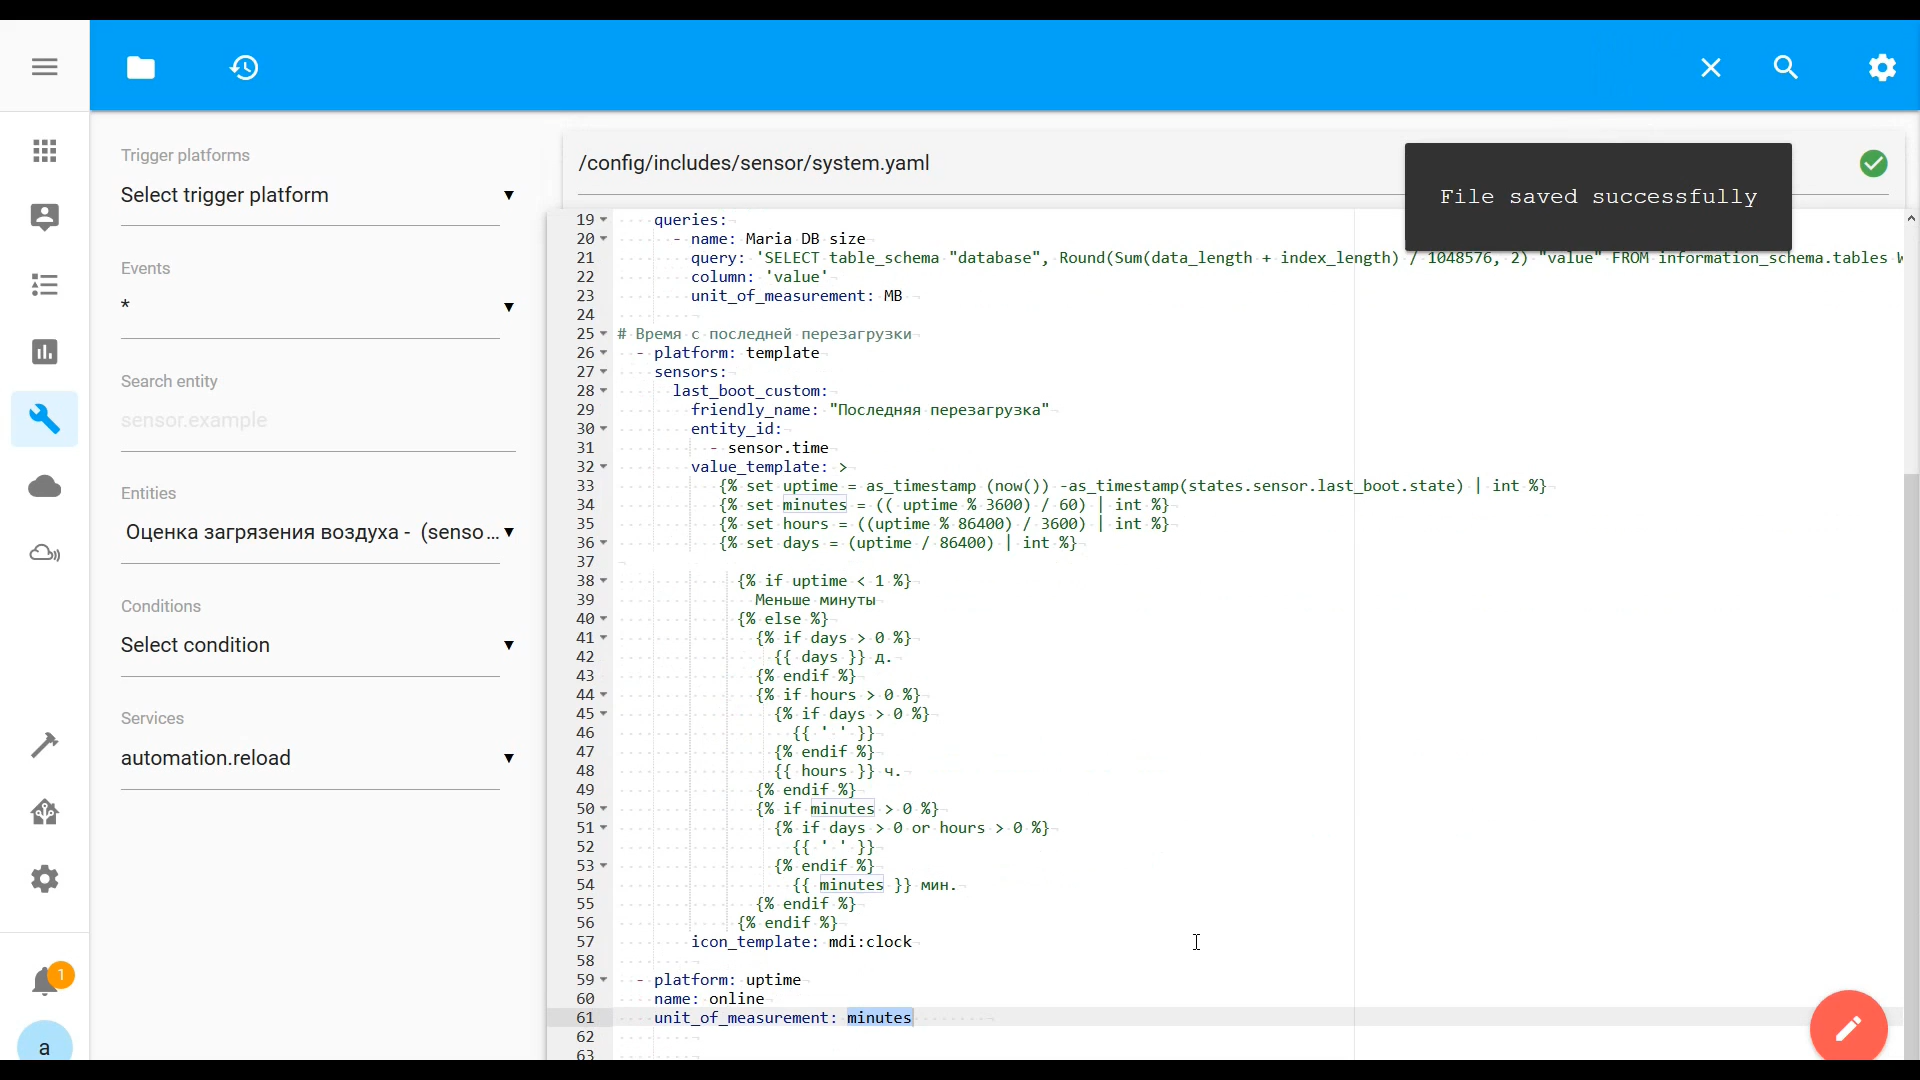 Trigger platforms
Select trigger platform
Events
*
Search entity
sensor.example
Entities
Оценка загрязения воздуха - (senso...
Conditions
Select condition
Services
automation.reload
1
a
/config/includes/sensor/system.yaml
File saved successfully
19 queries:
20 - name: Maria DB size
21 query: 'SELECT table_schema "database", Round(Sum(data_length + index_length) / 1048576, 2) "value" FROM information_schema.tables
22 column: 'value'
23 unit_of_measurement: MB
24
25 # Время с последней перезагрузки
26 - platform: template
27 sensors:
28 last_boot_custom:
29 friendly_name: "Последняя перезагрузка"
30 entity_id:
31 - sensor.time
32 value_template: >
33 {% set uptime = as_timestamp (now()) -as_timestamp(states.sensor.last_boot.state) | int %}
34 {% set minutes = (( uptime % 3600) / 60) | int %}
35 {% set hours = ((uptime % 86400) / 3600) | int %}
36 {% set days = (uptime / 86400) | int %}
37
38 {% if uptime < 1 %}
39 Меньше минуты
40 {% else %}
41 {% if days > 0 %}
42 {{ days }} д.
43 {% endif %}
44 {% if hours > 0 %}
45 {% if days > 0 %}
46 {{ ' ' }}
47 {% endif %}
48 {{ hours }} ч.
49 {% endif %}
50 {% if minutes > 0 %}
51 {% if days > 0 or hours > 0 %}
52 {{ ' ' }}
53 {% endif %}
54 {{ minutes }} мин.
55 {% endif %}
56 {% endif %}
57 icon_template: mdi:clock
58
59 - platform: uptime
60 name: online
61 unit_of_measurement: minutes
62
63